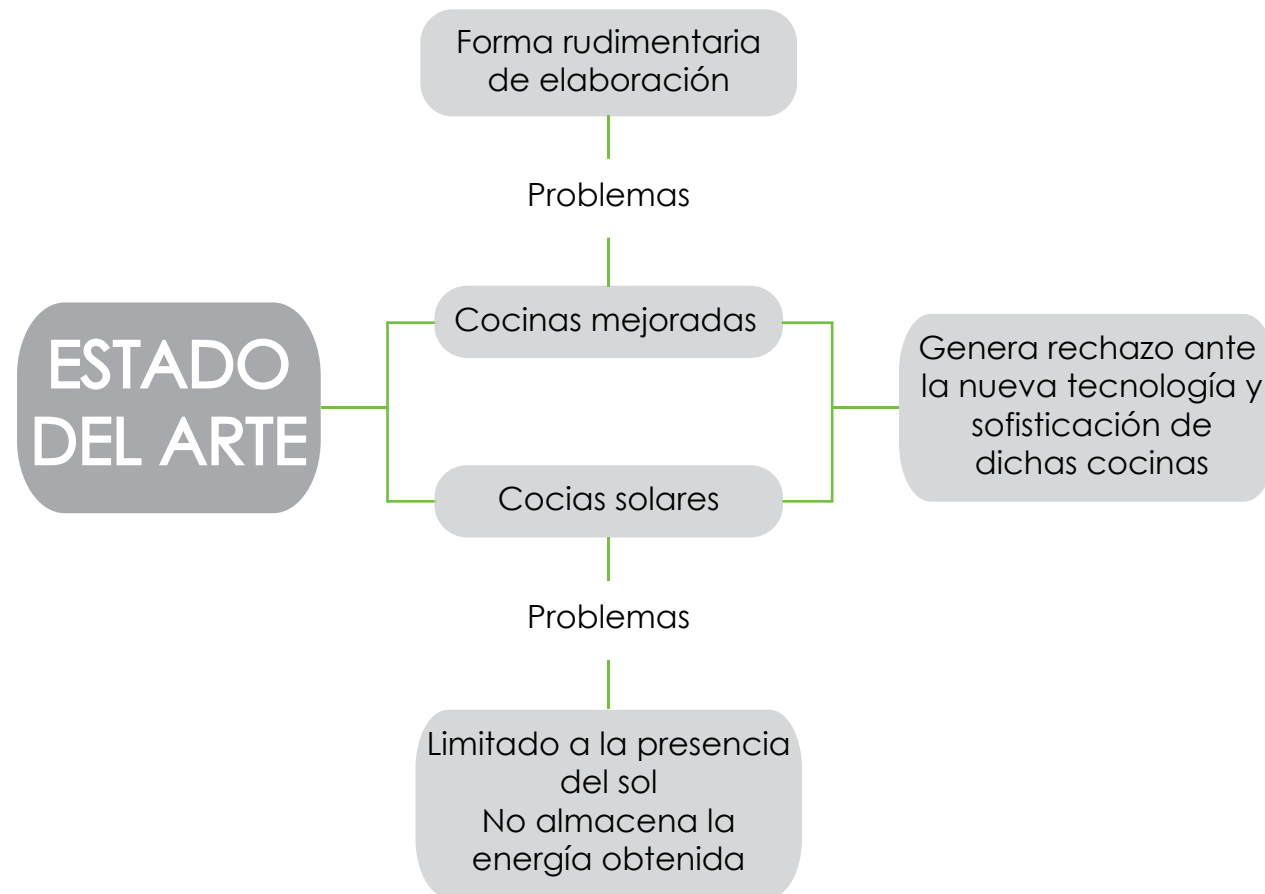 Forma rudimentaria
de elaboración
Problemas
Cocinas mejoradas
ESTADO
DEL ARTE
Genera rechazo ante
la nueva tecnología y
sofisticación de
dichas cocinas
Cocias solares
Problemas
Limitado a la presencia
del sol
No almacena la
energía obtenida